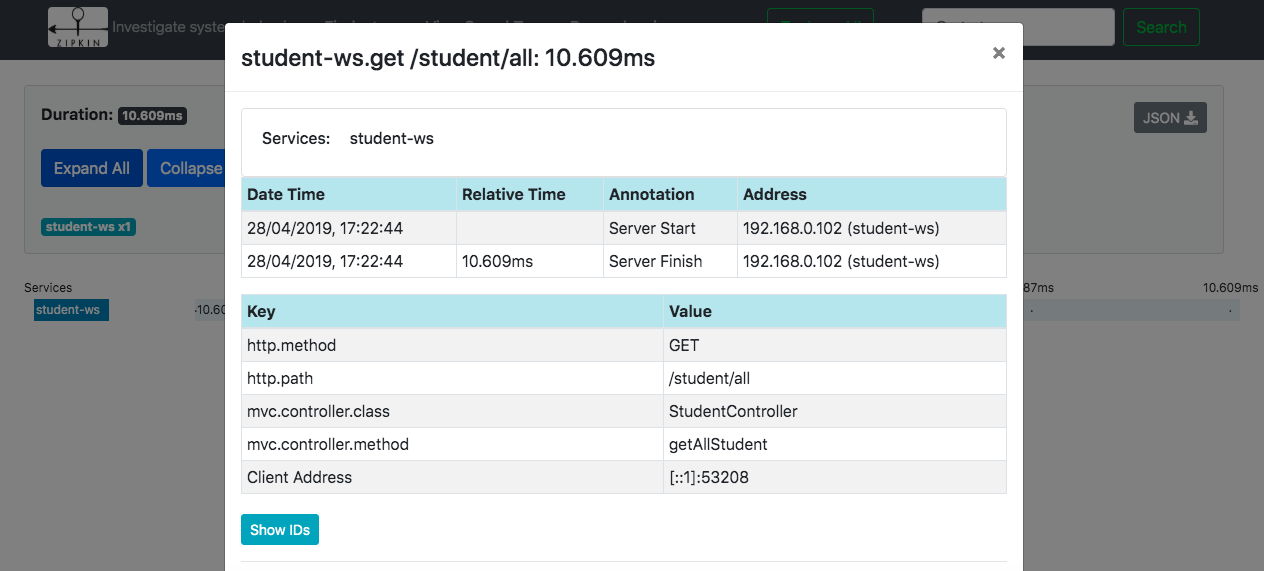 ZIPKIN
Investigate syste
Search
student-ws.get /student/all: 10.609ms
×
Duration: 10.609ms
JSON
Expand All
Collapse
Services: student-ws
student-ws x1
Date Time Relative Time Annotation Address
28/04/2019, 17:22:44 Server Start 192.168.0.102 (student-ws)
28/04/2019, 17:22:44 10.609ms Server Finish 192.168.0.102 (student-ws)
Services
87ms
10.609ms
student-ws
.10.60
Key Value
http.method GET
http.path /student/all
mvc.controller.class StudentController
mvc.controller.method getAllStudent
Client Address [::1]:53208
Show IDs